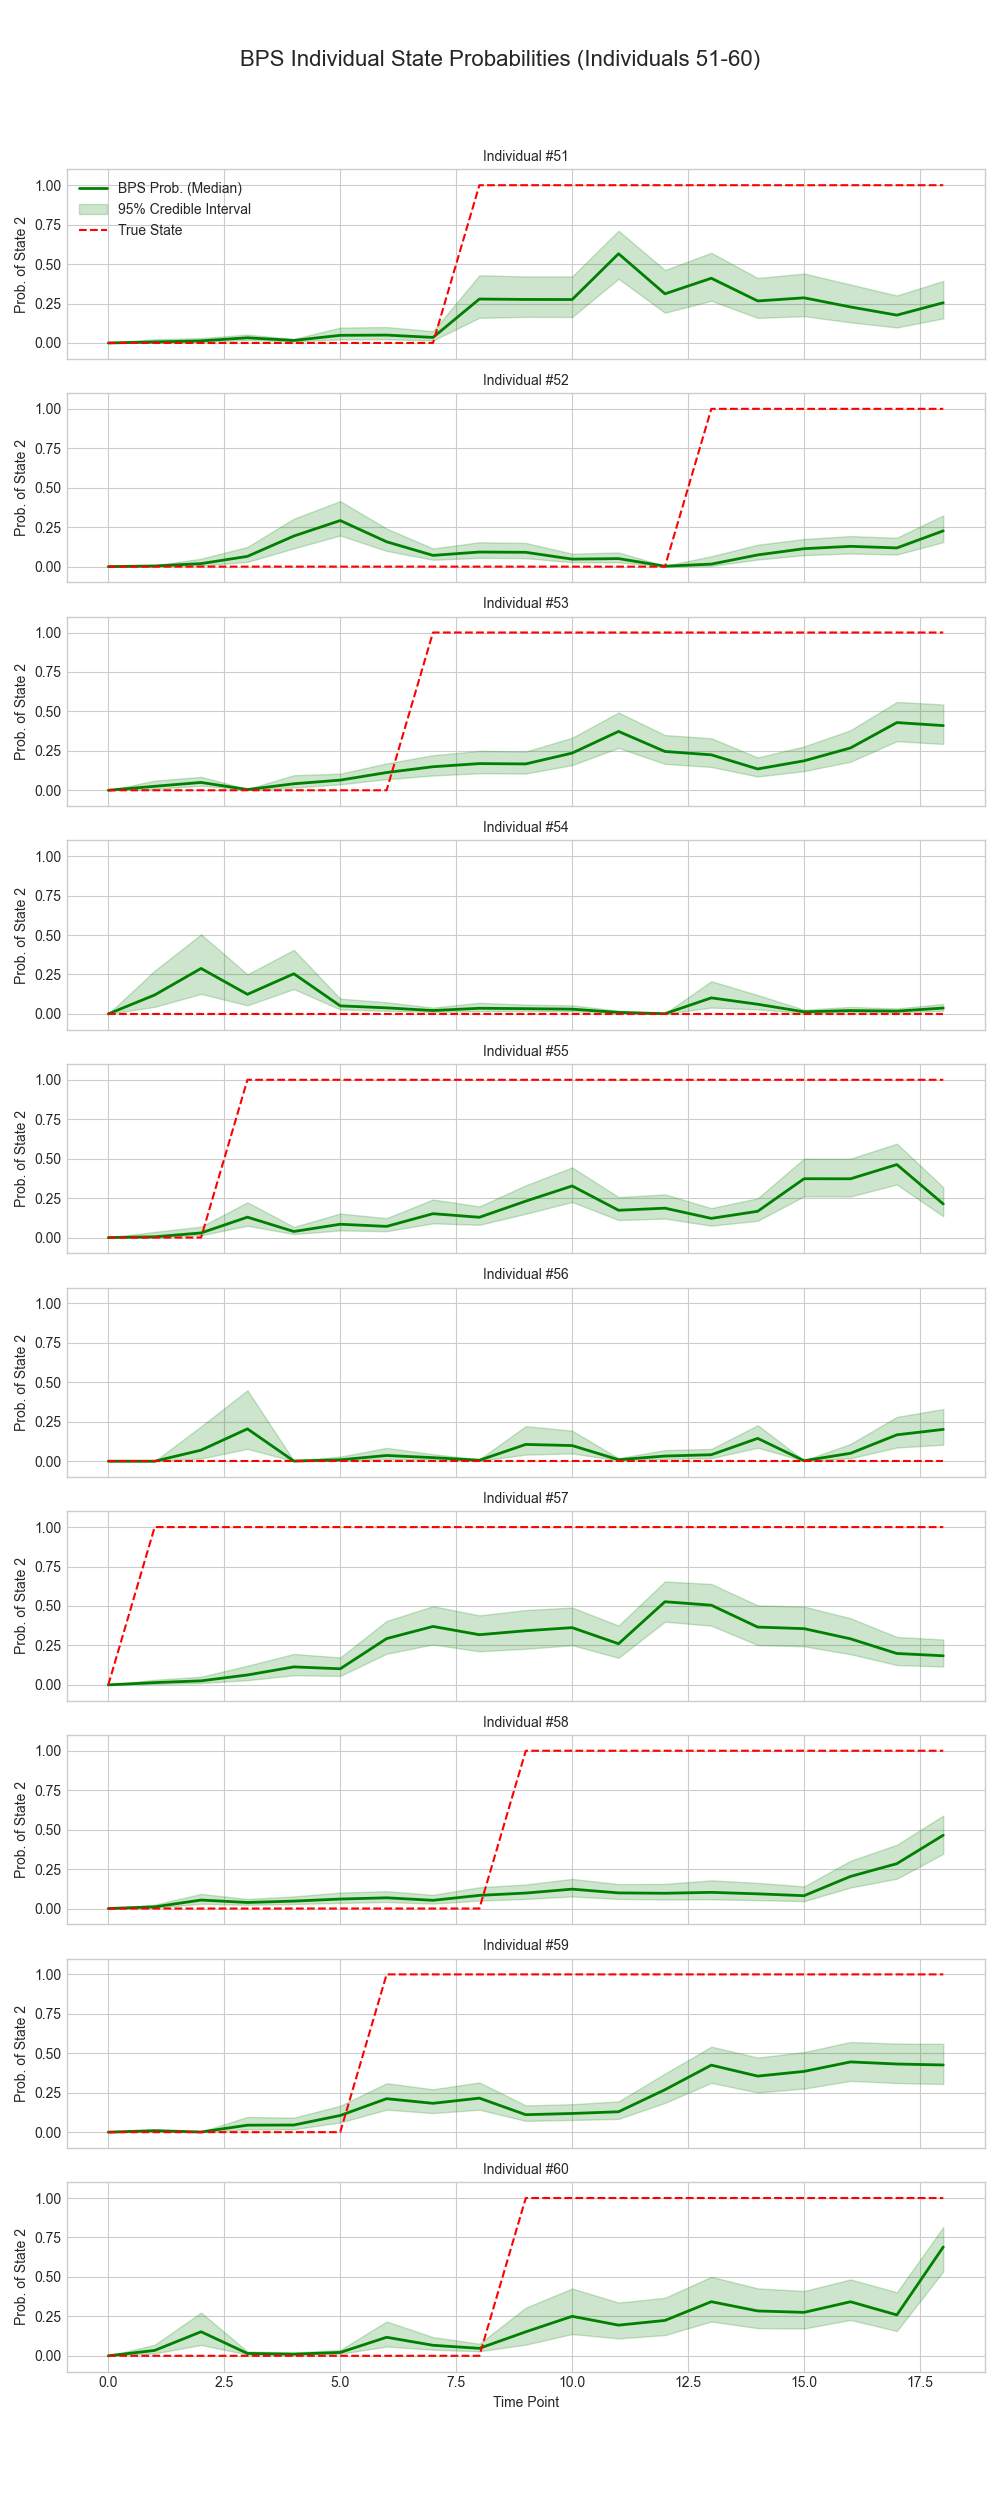 BPS Individual State Probabilities (Individuals 51-60)
Individual #51
Prob. of State 2
1.00
0.75
0.50
0.25
0.00
BPS Prob. (Median)
95% Credible Interval
True State
Individual #52
Prob. of State 2
1.00
0.75
0.50
0.25
0.00
Individual #53
Prob. of State 2
1.00
0.75
0.50
0.25
0.00
Individual #54
Prob. of State 2
1.00
0.75
0.50
0.25
0.00
Individual #55
Prob. of State 2
1.00
0.75
0.50
0.25
0.00
Individual #56
Prob. of State 2
1.00
0.75
0.50
0.25
0.00
Individual #57
Prob. of State 2
1.00
0.75
0.50
0.25
0.00
Individual #58
Prob. of State 2
1.00
0.75
0.50
0.25
0.00
Individual #59
Prob. of State 2
1.00
0.75
0.50
0.25
0.00
Individual #60
Prob. of State 2
1.00
0.75
0.50
0.25
0.00
0.0 2.5 5.0 7.5 10.0 12.5 15.0 17.5
Time Point